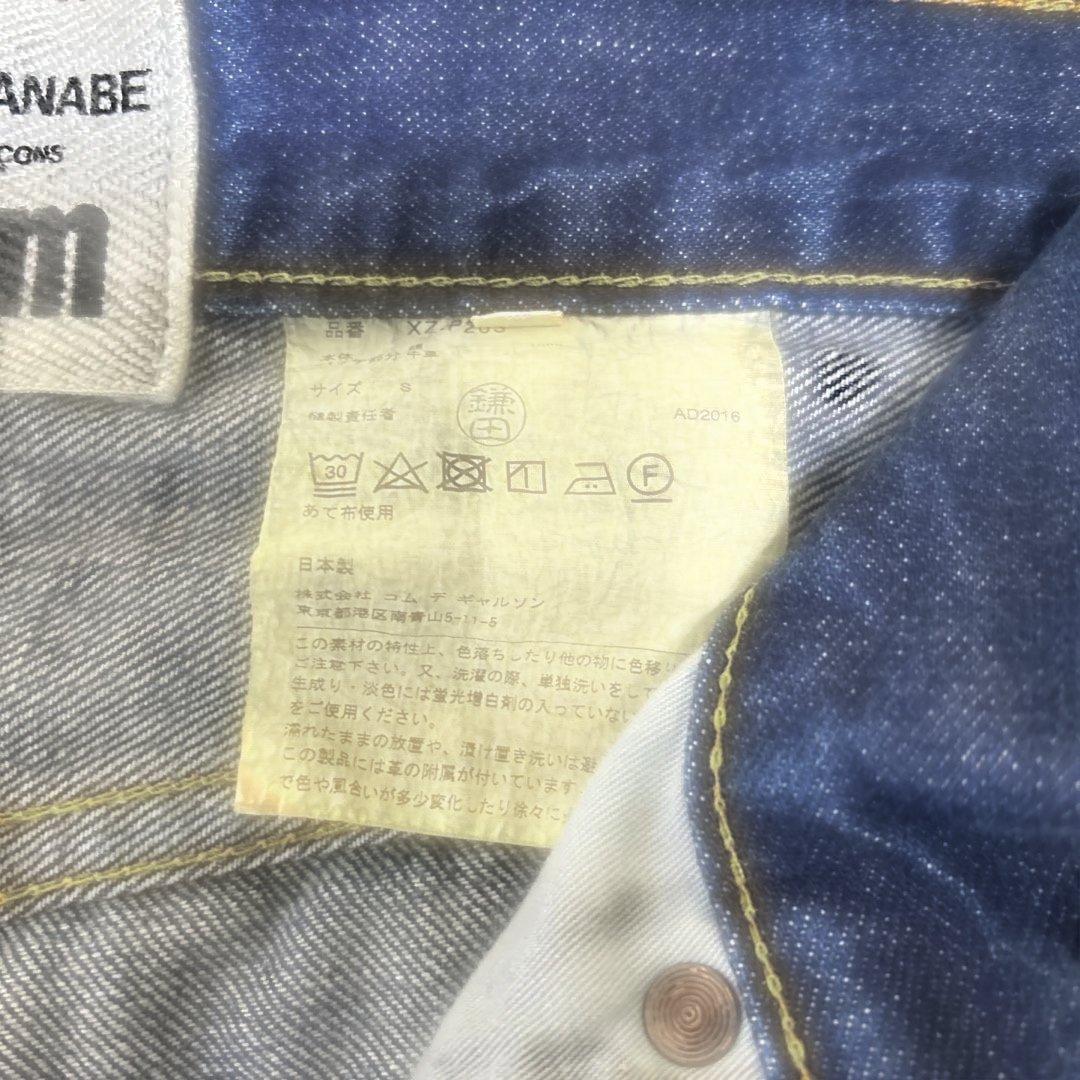 ANABE
ÇONS
m
品番 XZ-P203
サイズ S
縫製責任者 鎌田 AD2016
30 F
あて布使用
日本製
株式会社 コム デ ギャルソン
東京都港区南青山5-11-5
この素材の特性上、色落ちしたり他の物に色移り
ご注意下さい。又、洗濯の際、単独洗いをして
生成り・淡色には蛍光増白剤の入っていない
をご使用ください。
濡れたままの放置や、漬け置き洗いは避
この製品には革の附属が付いています
で色や風合いが多少変化したり徐々に